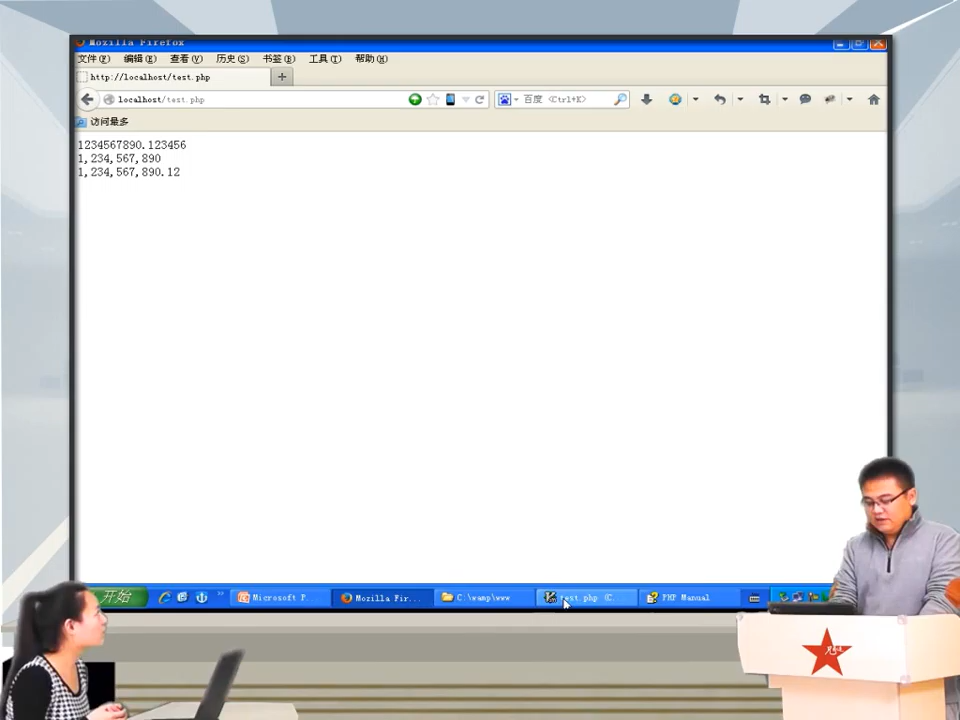 Mozilla Firefox
文件(F) 编辑(E) 查看(V) 历史(S) 书签(B) 工具(T) 帮助(H)
http://localhost/test.php +
localhost/test.php 百度 <Ctrl+K>
访问最多
1234567890.123456
1,234,567,890
1,234,567,890.12
开始 Microsoft P. Mozilla Fir... C:\wamp\www test.php (C. PHP Manual